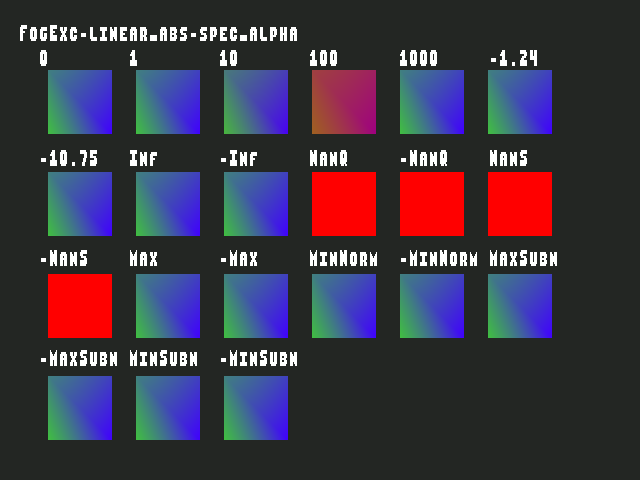 FogExc-linear_abs-spec_alpha
0 1 10 100 1000 -1.24
-10.75 Inf -Inf NanQ -NanQ NanS
-NanS Max -Max MinNorm -MinNorm MaxSubN
-MaxSubN MinSubN -MinSubN